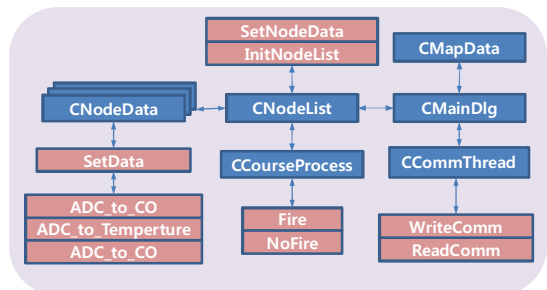 SetNodeData
InitNodeList
CMapData
CNodeData
CNodeList
CMainDlg
SetData
CCourseProcess
CCommThread
ADC_to_CO
ADC_to_Temperture
ADC_to_CO
Fire
NoFire
WriteComm
ReadComm